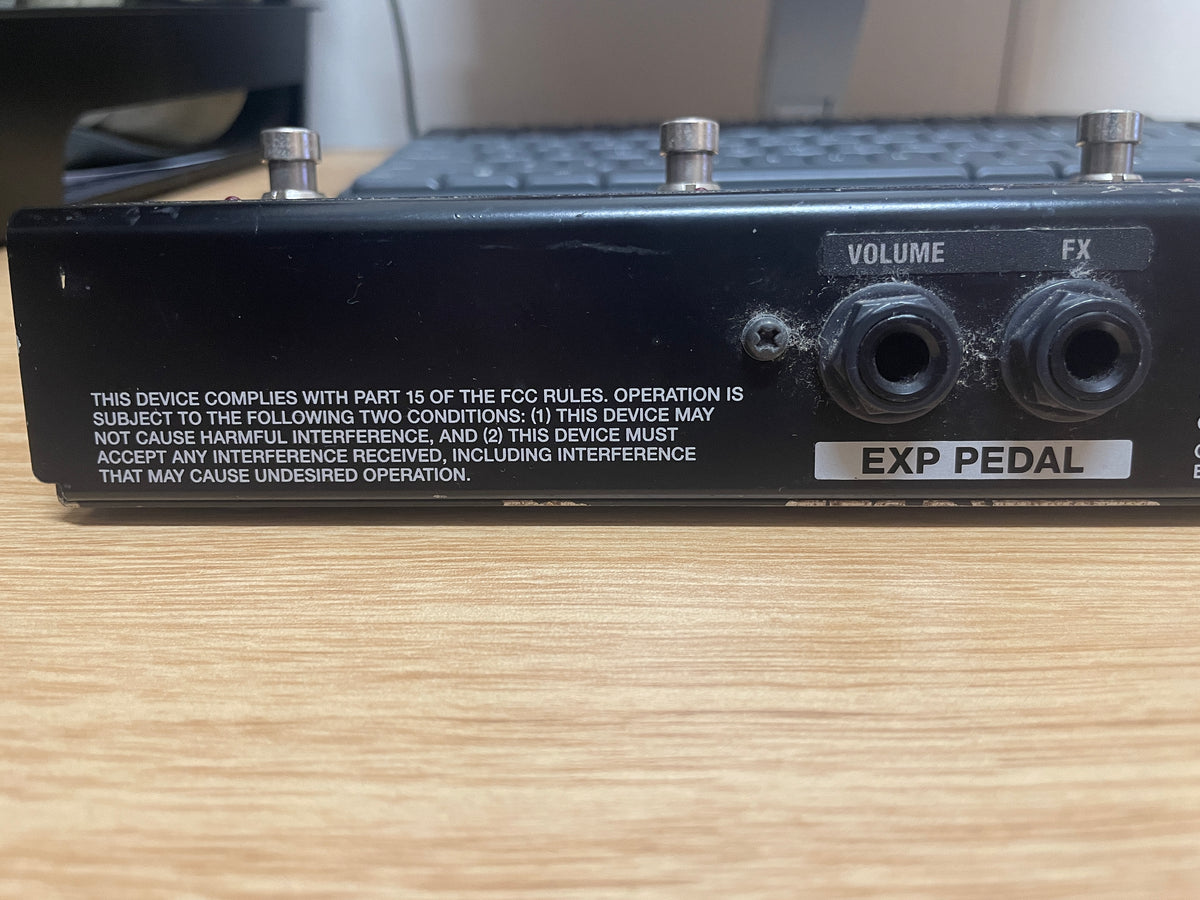 VOLUME FX
THIS DEVICE COMPLIES WITH PART 15 OF THE FCC RULES. OPERATION IS
SUBJECT TO THE FOLLOWING TWO CONDITIONS: (1) THIS DEVICE MAY
NOT CAUSE HARMFUL INTERFERENCE, AND (2) THIS DEVICE MUST
ACCEPT ANY INTERFERENCE RECEIVED, INCLUDING INTERFERENCE
THAT MAY CAUSE UNDESIRED OPERATION.
EXP PEDAL